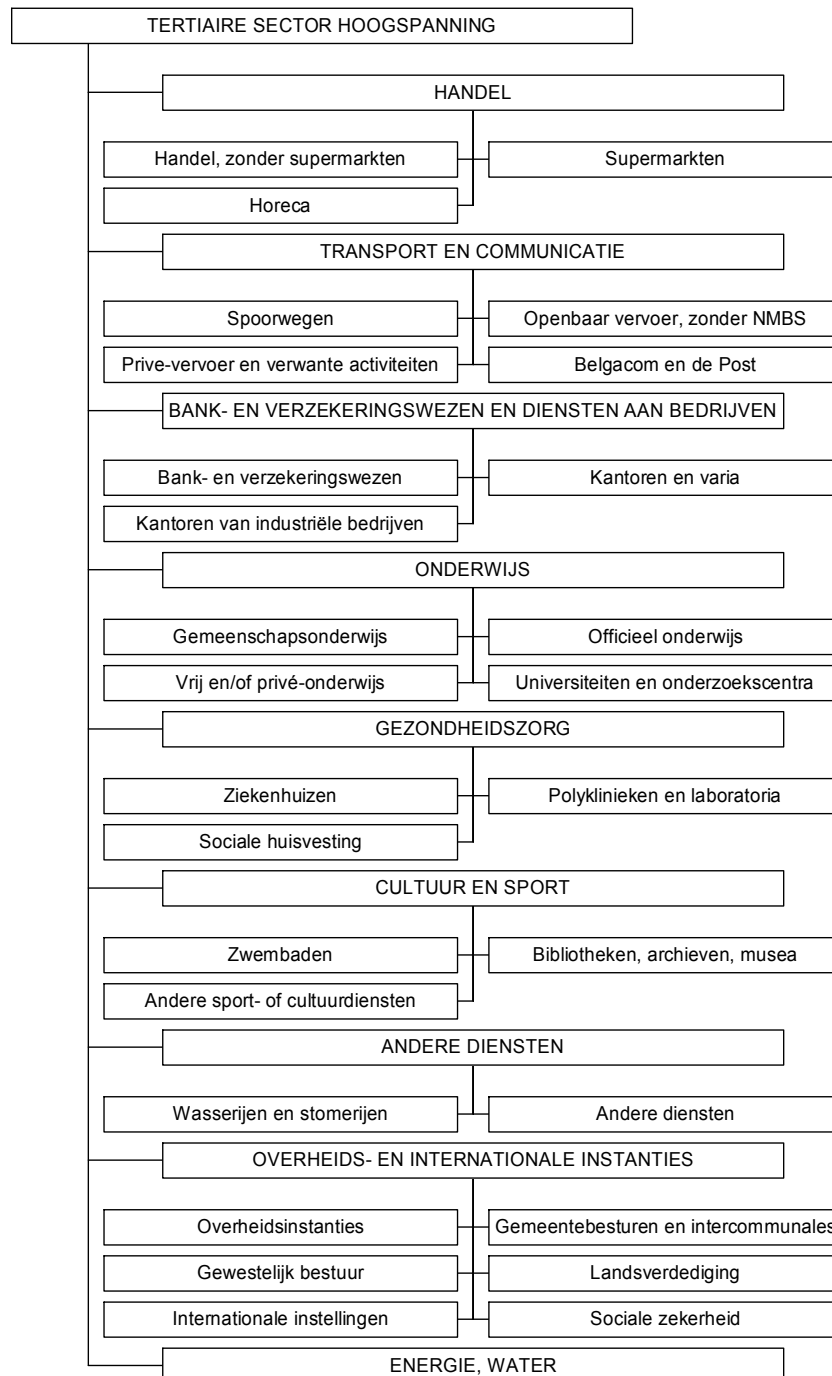 TERTIAIRE SECTOR HOOGSPANNING
HANDEL
Handel, zonder supermarkten
Supermarkten
Horeca
TRANSPORT EN COMMUNICATIE
Spoorwegen
Openbaar vervoer, zonder NMBS
Prive-vervoer en verwante activiteiten
Belgacom en de Post
BANK- EN VERZEKERINGSWEZEN EN DIENSTEN AAN BEDRIJVEN
Bank- en verzekeringswezen
Kantoren en varia
Kantoren van industriële bedrijven
ONDERWIJS
Gemeenschapsonderwijs
Officieel onderwijs
Vrij en/of privé-onderwijs
Universiteiten en onderzoekscentra
GEZONDHEIDSZORG
Ziekenhuizen
Polyklinieken en laboratoria
Sociale huisvesting
CULTUUR EN SPORT
Zwembaden
Bibliotheken, archieven, musea
Andere sport- of cultuurdiensten
ANDERE DIENSTEN
Wasserijen en stomerijen
Andere diensten
OVERHEIDS- EN INTERNATIONALE INSTANTIES
Overheidsinstanties
Gemeentebesturen en intercommunales
Gewestelijk bestuur
Landsverdediging
Internationale instellingen
Sociale zekerheid
ENERGIE, WATER